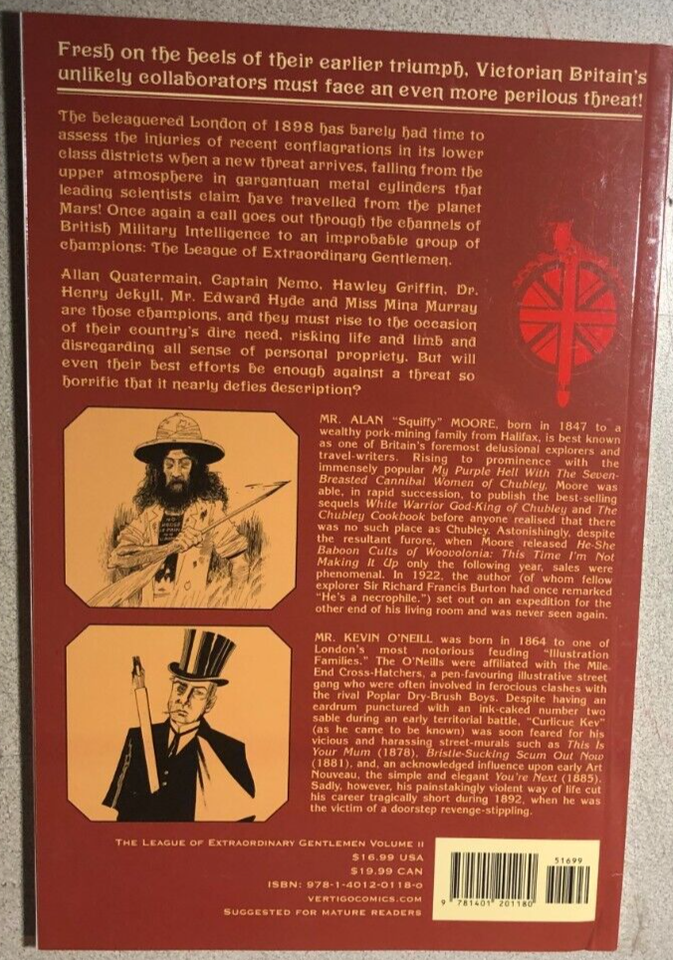 Fresh on the heels of their earlier triumph, Victorian Britain's
unlikely collaborators must face an even more perilous threat!
The beleaguered London of 1898 has barely had time to
assess the injuries of recent conflagrations in its lower
class districts when a new threat arrives, falling from the
upper atmosphere in gargantuan metal cylinders that
leading scientists claim have travelled from the planet
Mars! Once again a call goes out through the channels of
British Military Intelligence to an improbable group of
champions: The League of Extraordinary Gentlemen.
Allan Quatermain, Captain Nemo, Hawley Griffin, Dr.
Henry Jekyll, Mr. Edward Hyde and Miss Mina Murray
are those champions, and they must rise to the occasion
of their country's dire need, risking life and limb and
disregarding all sense of personal propriety. But will
even their best efforts be enough against a threat so
horrific that it nearly defies description?
MR. ALAN "Squiffy" MOORE, born in 1847 to a
wealthy pork-mining family from Halifax, is best known
as one of Britain's foremost delusional explorers and
travel-writers. Rising to prominence with the
immensely popular My Purple Hell With The Seven-
Breasted Cannibal Women of Chubley, Moore was
able, in rapid succession, to publish the best-selling
sequels White Warrior God-King of Chubley and The
Chubley Cookbook before anyone realised that there
was no such place as Chubley. Astonishingly, despite
the resultant furore, when Moore released He-She
Baboon Cults of Woovolonia: This Time I'm Not
Making It Up only the following year, sales were
phenomenal. In 1922, the author (of whom fellow
explorer Sir Richard Francis Burton had once remarked
"He's a necrophile.") set out on an expedition for the
other end of his living room and was never seen again.
MR. KEVIN O'NEILL was born in 1864 to one of
London's most notorious feuding "Illustration
Families." The O'Neills were affiliated with the Mile
End Cross-Hatchers, a pen-favouring illustrative street
gang who were often involved in ferocious clashes with
the rival Poplar Dry-Brush Boys. Despite having an
eardrum punctured with an ink-caked number two
sable during an early territorial battle, "Curlicue Kev"
(as he came to be known) was soon feared for his
vicious and harassing street-murals such as This Is
Your Mum (1878), Bristle-Sucking Scum Out Now
(1881), and, an acknowledged influence upon early Art
Nouveau, the simple and elegant You're Next (1885).
Sadly, however, his painstakingly violent way of life cut
his career tragically short during 1892, when he was
the victim of a doorstep revenge-stippling.
The League of Extraordinary Gentlemen Volume II
$16.99 USA
$19.99 CAN
ISBN: 978-1-4012-0118-0
vertigocomics.com
Suggested for mature readers
51699
9 781401 201180